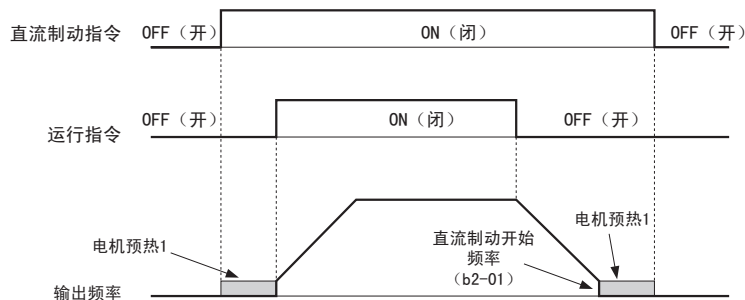 直流制动指令 OFF（开） ON（闭） OFF（开）
运行指令 OFF（开） ON（闭） OFF（开）
电机预热1
直流制动开始
频率
（b2-01）
电机预热1
输出频率